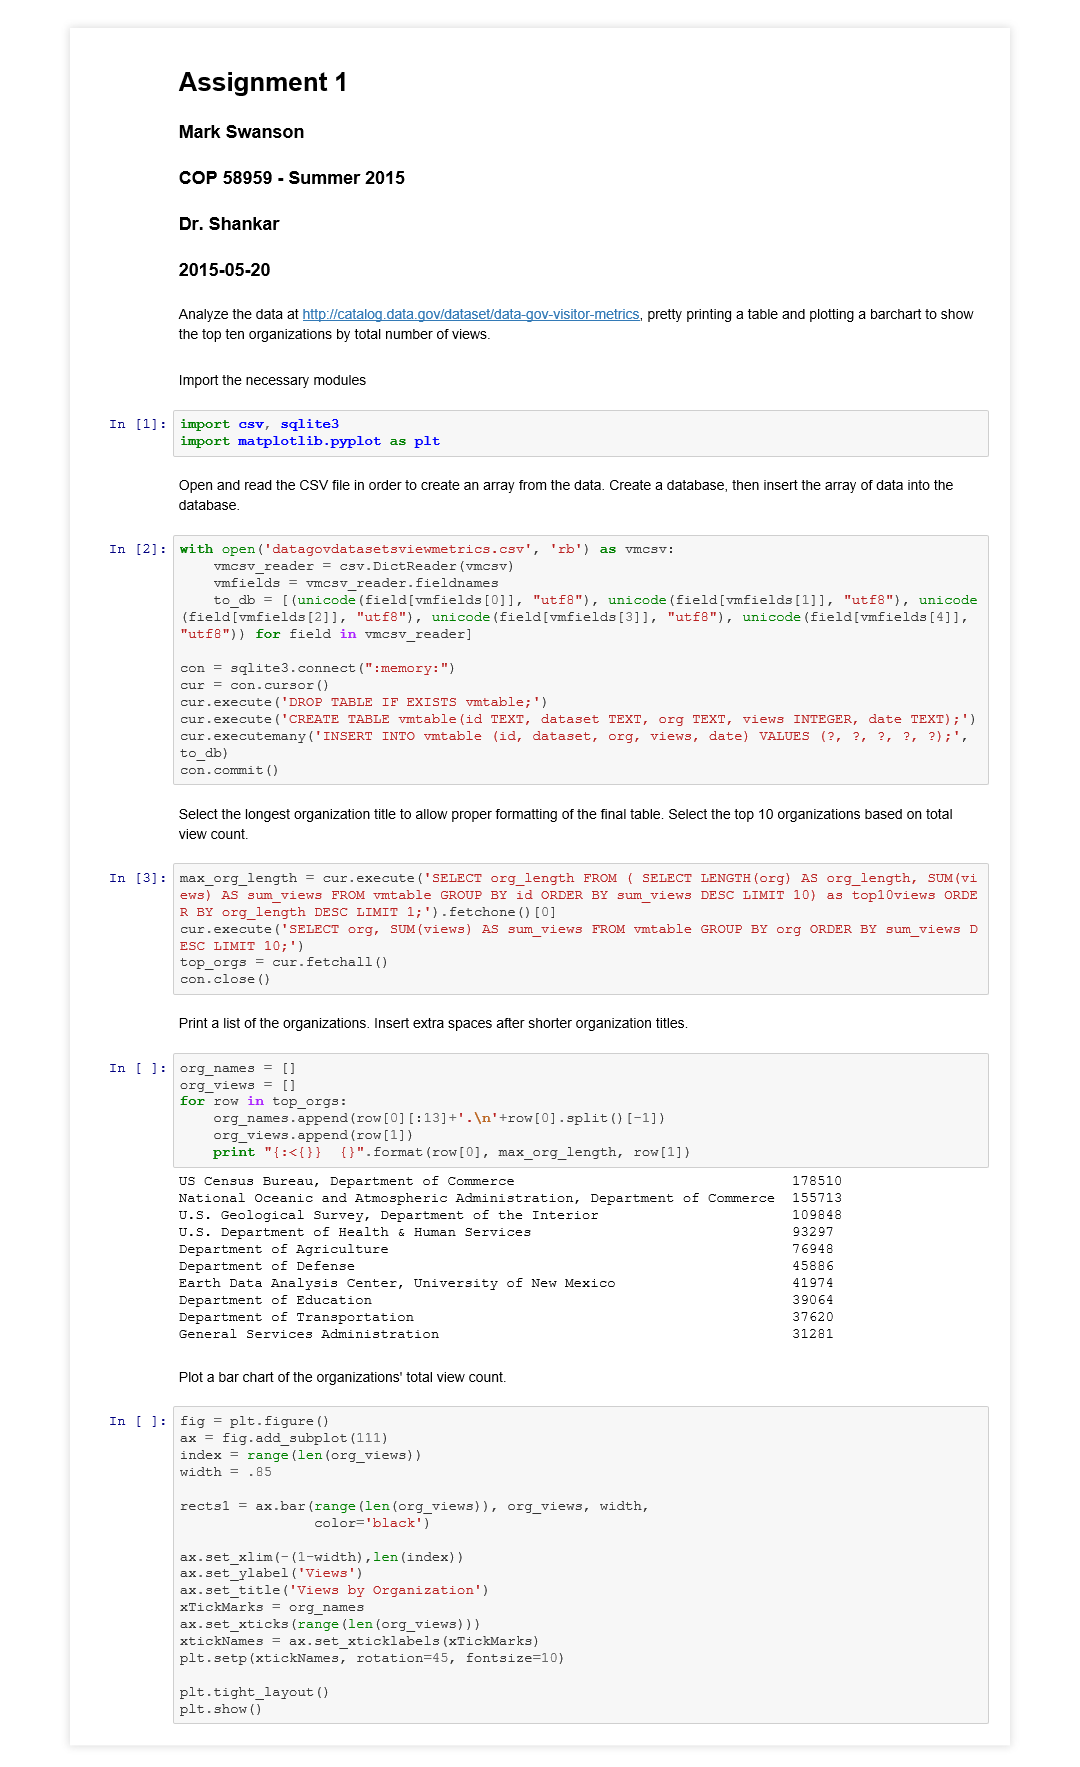 Assignment 1
Mark Swanson
COP 58959 - Summer 2015
Dr. Shankar
2015-05-20
Analyze the data at http://catalog.data.gov/dataset/data-gov-visitor-metrics, pretty printing a table and plotting a barchart to show
the top ten organizations by total number of views.
Import the necessary modules
In [1]: import csv, sqlite3
import matplotlib.pyplot as plt
Open and read the CSV file in order to create an array from the data. Create a database, then insert the array of data into the
database.
In [2]: with open('datagovdatasetsviewmetrics.csv', 'rb') as vmcsv:
    vmcsv_reader = csv.DictReader(vmcsv)
    vmfields = vmcsv_reader.fieldnames
    to_db = [(unicode(field[vmfields[0]], "utf8"), unicode(field[vmfields[1]], "utf8"), unicode
(field[vmfields[2]], "utf8"), unicode(field[vmfields[3]], "utf8"), unicode(field[vmfields[4]],
"utf8")) for field in vmcsv_reader]
con = sqlite3.connect(":memory:")
cur = con.cursor()
cur.execute('DROP TABLE IF EXISTS vmtable;')
cur.execute('CREATE TABLE vmtable(id TEXT, dataset TEXT, org TEXT, views INTEGER, date TEXT);')
cur.executemany('INSERT INTO vmtable (id, dataset, org, views, date) VALUES (?, ?, ?, ?, ?);',
to_db)
con.commit()
Select the longest organization title to allow proper formatting of the final table. Select the top 10 organizations based on total
view count.
In [3]: max_org_length = cur.execute('SELECT org_length FROM ( SELECT LENGTH(org) AS org_length, SUM(vi
ews) AS sum_views FROM vmtable GROUP BY id ORDER BY sum_views DESC LIMIT 10) as top10views ORDE
R BY org_length DESC LIMIT 1;').fetchone()[0]
cur.execute('SELECT org, SUM(views) AS sum_views FROM vmtable GROUP BY org ORDER BY sum_views D
ESC LIMIT 10;')
top_orgs = cur.fetchall()
con.close()
Print a list of the organizations. Insert extra spaces after shorter organization titles.
In [ ]: org_names = []
org_views = []
for row in top_orgs:
    org_names.append(row[0][:13]+'.\n'+row[0].split()[-1])
    org_views.append(row[1])
    print "{:<{}}  {}".format(row[0], max_org_length, row[1])
US Census Bureau, Department of Commerce 178510
National Oceanic and Atmospheric Administration, Department of Commerce 155713
U.S. Geological Survey, Department of the Interior 109848
U.S. Department of Health & Human Services 93297
Department of Agriculture 76948
Department of Defense 45886
Earth Data Analysis Center, University of New Mexico 41974
Department of Education 39064
Department of Transportation 37620
General Services Administration 31281
Plot a bar chart of the organizations' total view count.
In [ ]: fig = plt.figure()
ax = fig.add_subplot(111)
index = range(len(org_views))
width = .85
rects1 = ax.bar(range(len(org_views)), org_views, width,
                color='black')
ax.set_xlim(-(1-width),len(index))
ax.set_ylabel('Views')
ax.set_title('Views by Organization')
xTickMarks = org_names
ax.set_xticks(range(len(org_views)))
xtickNames = ax.set_xticklabels(xTickMarks)
plt.setp(xtickNames, rotation=45, fontsize=10)
plt.tight_layout()
plt.show()